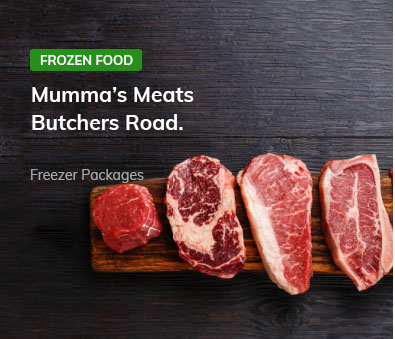 FROZEN FOOD
Mumma’s Meats
Butchers Road.
Freezer Packages